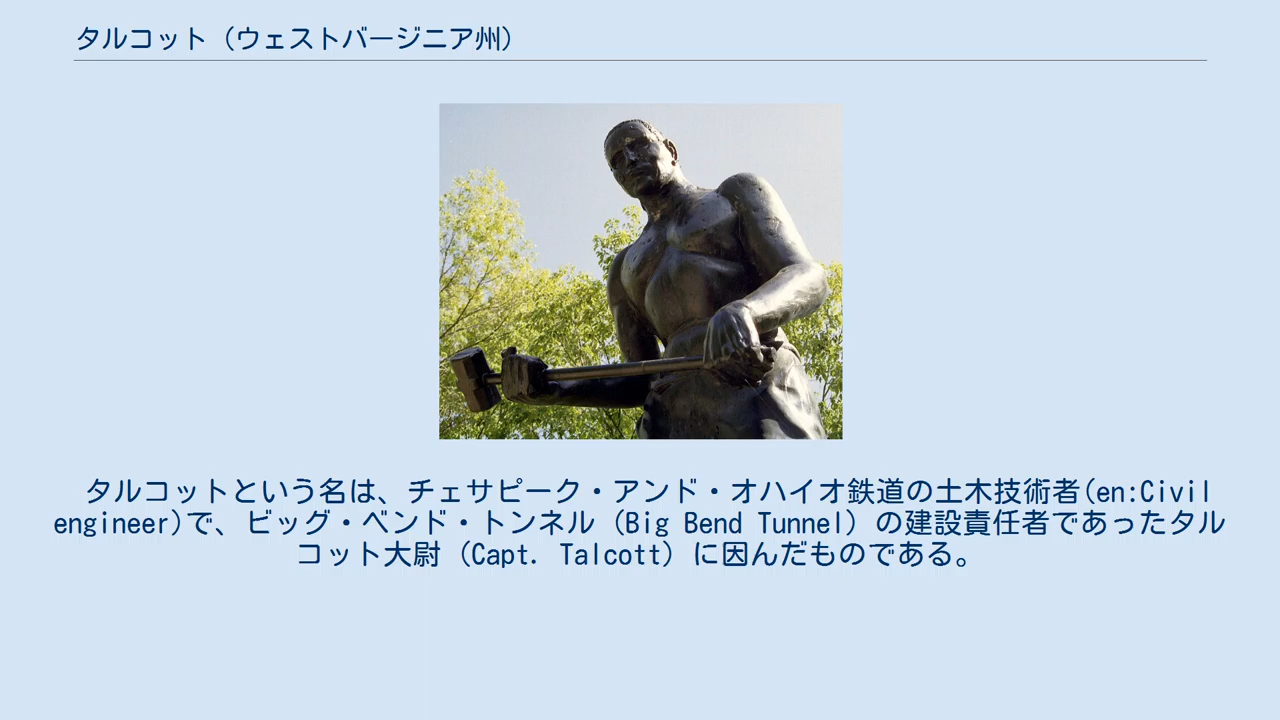 タルコット（ウェストバージニア州）
タルコットという名は、チェサピーク・アンド・オハイオ鉄道の土木技術者(en:Civil
engineer)で、ビッグ・ベンド・トンネル（Big Bend Tunnel）の建設責任者であったタル
コット大尉（Capt. Talcott）に因んだものである。